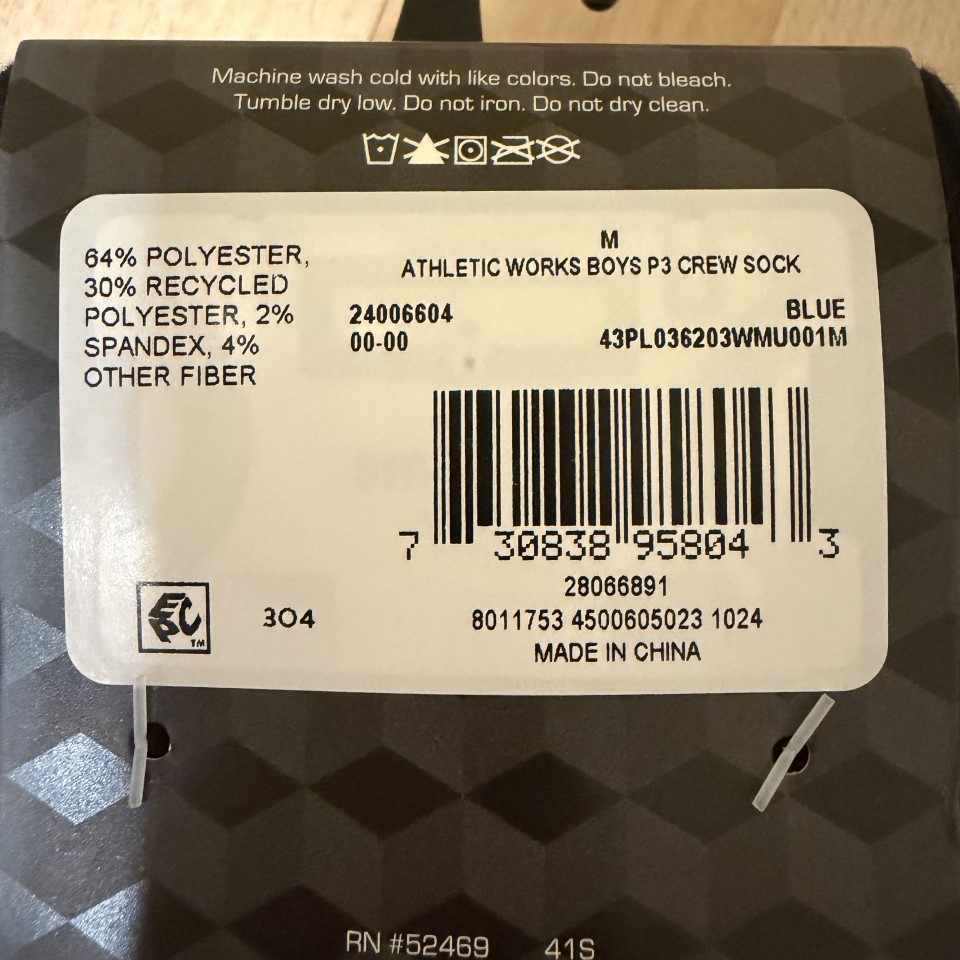 Machine wash cold with like colors. Do not bleach.
Tumble dry low. Do not iron. Do not dry clean.
64% POLYESTER,
30% RECYCLED
POLYESTER, 2%
SPANDEX, 4%
OTHER FIBER
M
ATHLETIC WORKS BOYS P3 CREW SOCK
24006604 BLUE
00-00 43PL036203WMU001M
7 30838 95804 3
28066891
8011753 4500605023 1024
MADE IN CHINA
EPC TM
304
RN #52469 41S